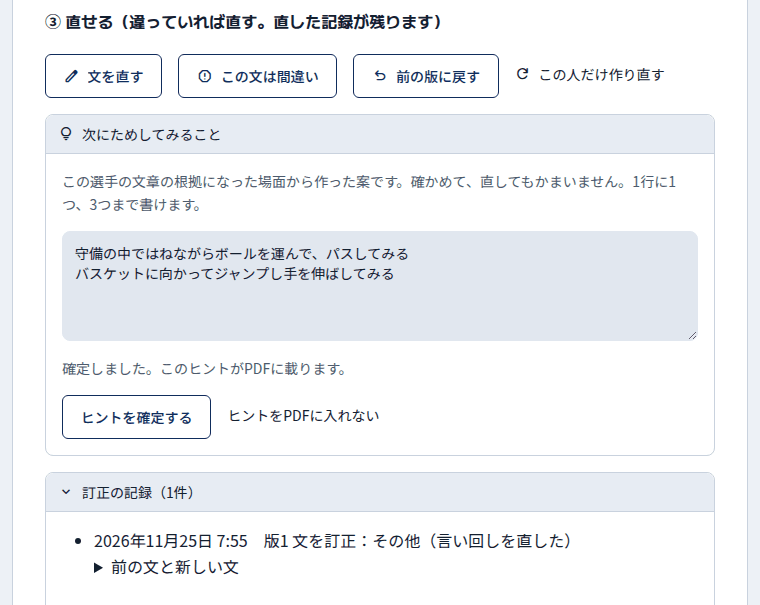 ③ 直せる（違っていれば直す。直した記録が残ります）
文を直す
この文は間違い
前の版に戻す
この人だけ作り直す
次にためしてみること
この選手の文章の根拠になった場面から作った案です。確かめて、直してもかまいません。1行に1
つ、3つまで書けます。
守備の中ではねながらボールを運んで、パスしてみる
バスケットに向かってジャンプし手を伸ばしてみる
確定しました。このヒントがPDFに載ります。
ヒントを確定する
ヒントをPDFに入れない
訂正の記録（1件）
2026年11月25日 7:55　版1 文を訂正：その他（言い回しを直した）
前の文と新しい文